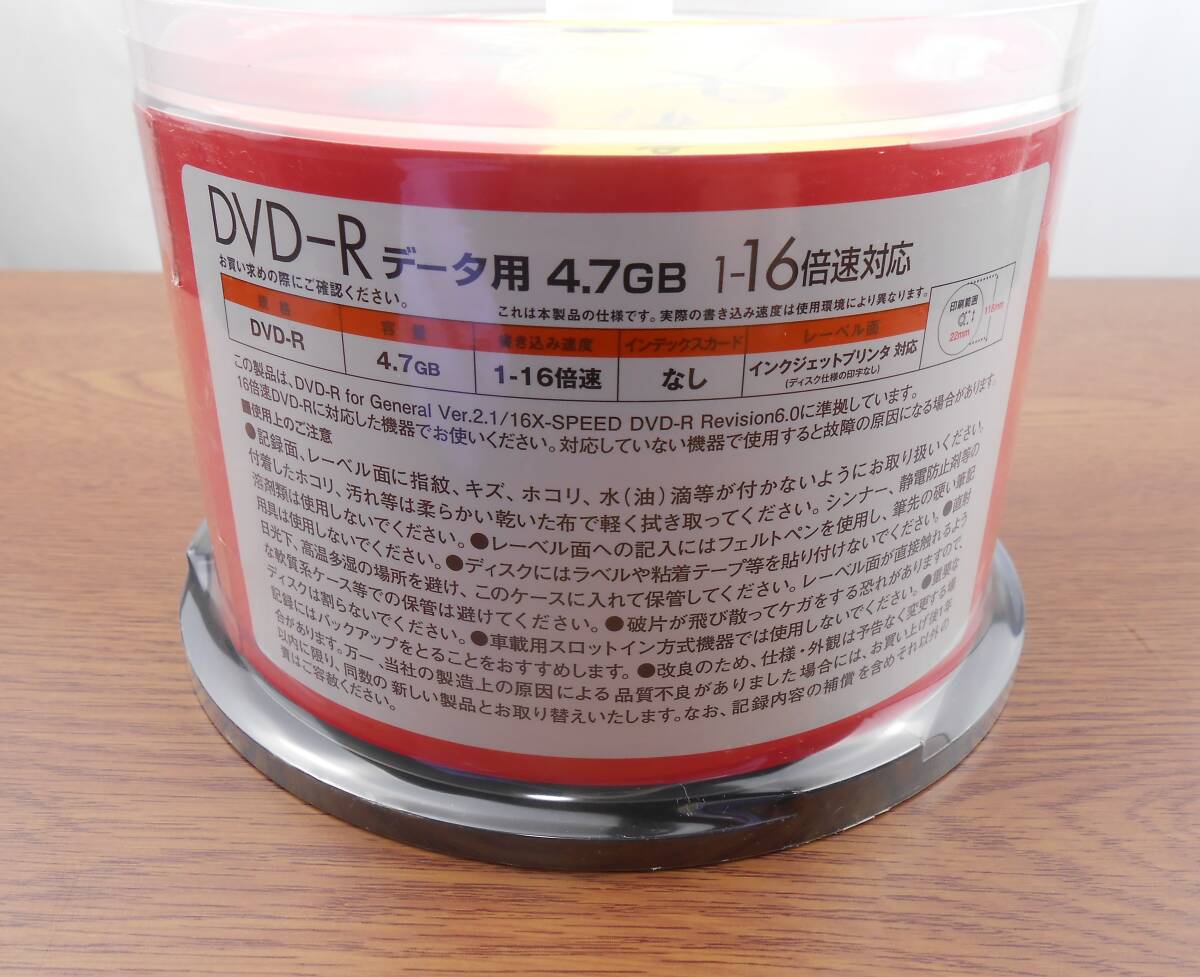 DVD-R データ用 4.7GB 1-16倍速対応
お買い求めの際にご確認ください。
これは本製品の仕様です。実際の書き込み速度は使用環境により異なります。
規格 容量 書き込み速度 インデックスカード レーベル面
DVD-R 4.7GB 1-16倍速 なし インクジェットプリンタ 対応
(ディスク仕様の印字なし)
印刷範囲
22mm
118mm
この製品は、DVD-R for General Ver.2.1/16X-SPEED DVD-R Revision6.0に準拠しています。
16倍速DVD-Rに対応した機器でお使いください。対応していない機器で使用すると故障の原因になる場合があります。
■使用上のご注意
●記録面、レーベル面に指紋、キズ、ホコリ、水(油)滴等が付かないようにお取り扱いください。
付着したホコリ、汚れ等は柔らかい乾いた布で軽く拭き取ってください。シンナー、静電防止剤等の
溶剤類は使用しないでください。●レーベル面への記入にはフェルトペンを使用し、筆先の硬い筆記
用具は使用しないでください。●ディスクにはラベルや粘着テープ等を貼り付けないでください。●直射
日光下、高温多湿の場所を避け、このケースに入れて保管してください。レーベル面が直接触れるよう
な軟質系ケース等での保管は避けてください。●破片が飛び散ってケガをする恐れがありますので、
ディスクは割らないでください。●車載用スロットイン方式機器では使用しないでください。●重要な
記録にはバックアップをとることをおすすめします。●改良のため、仕様・外観は予告なく変更する場
合があります。万一、当社の製造上の原因による品質不良がありました場合には、お買い上げ後1年
以内に限り、同数の新しい製品とお取り替えいたします。なお、記録内容の補償を含めそれ以外の
責はご容赦ください。